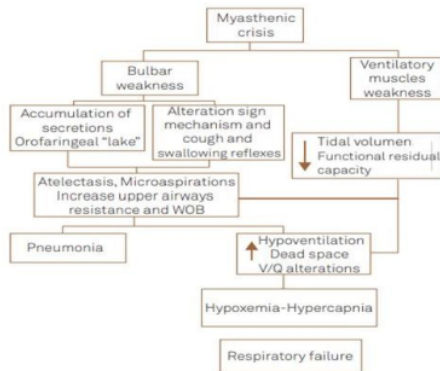 Myasthenic
crisis
Bulbar
weakness
Ventilatory
muscles
weakness
Accumulation of
secretions
Orofaringeal "lake"
Alteration sign
mechanism and
cough and
swallowing reflexes
Tidal volumen
Functional residual
capacity
Atelectasis, Microaspirations
Increase upper airways
resistance and WOB
Pneumonia
Hypoventilation
Dead space
V/Q alterations
Hypoxemia-Hypercapnia
Respiratory failure